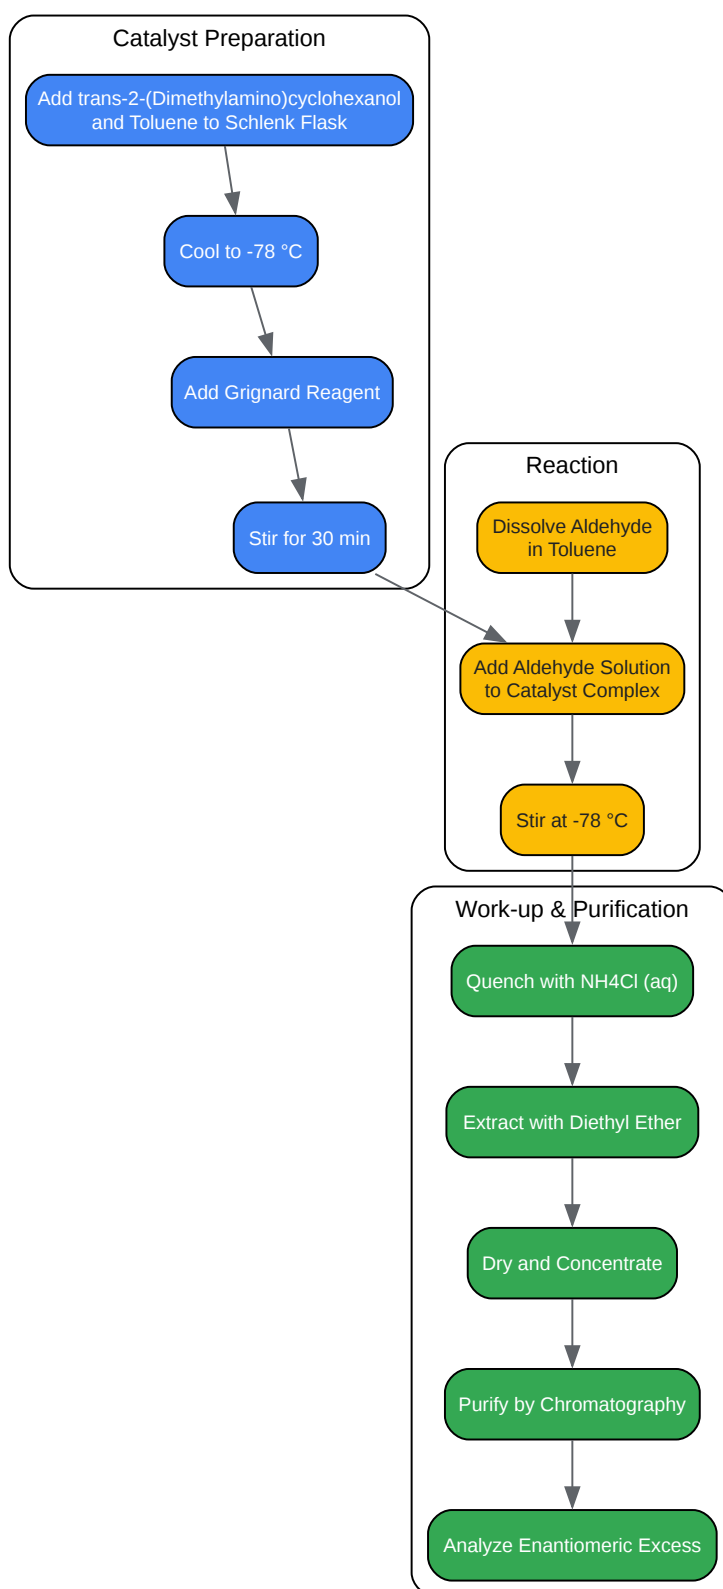 Catalyst Preparation
Add trans-2-(Dimethylamino)cyclohexanol
and Toluene to Schlenk Flask
Cool to -78 °C
Add Grignard Reagent
Stir for 30 min
Reaction
Dissolve Aldehyde
in Toluene
Add Aldehyde Solution
to Catalyst Complex
Stir at -78 °C
Work-up & Purification
Quench with NH4Cl (aq)
Extract with Diethyl Ether
Dry and Concentrate
Purify by Chromatography
Analyze Enantiomeric Excess